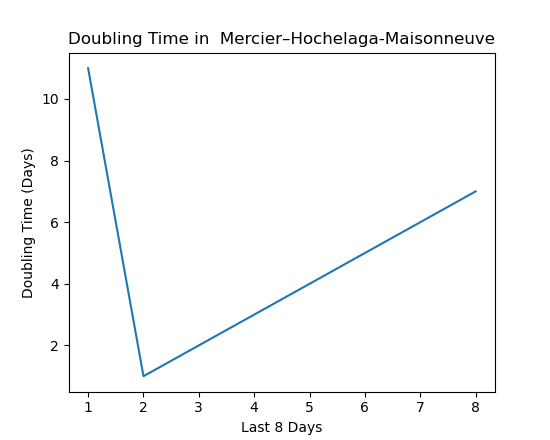 Doubling Time in  Mercier–Hochelaga-Maisonneuve
Doubling Time (Days)
10
8
6
4
2
1 2 3 4 5 6 7 8
Last 8 Days